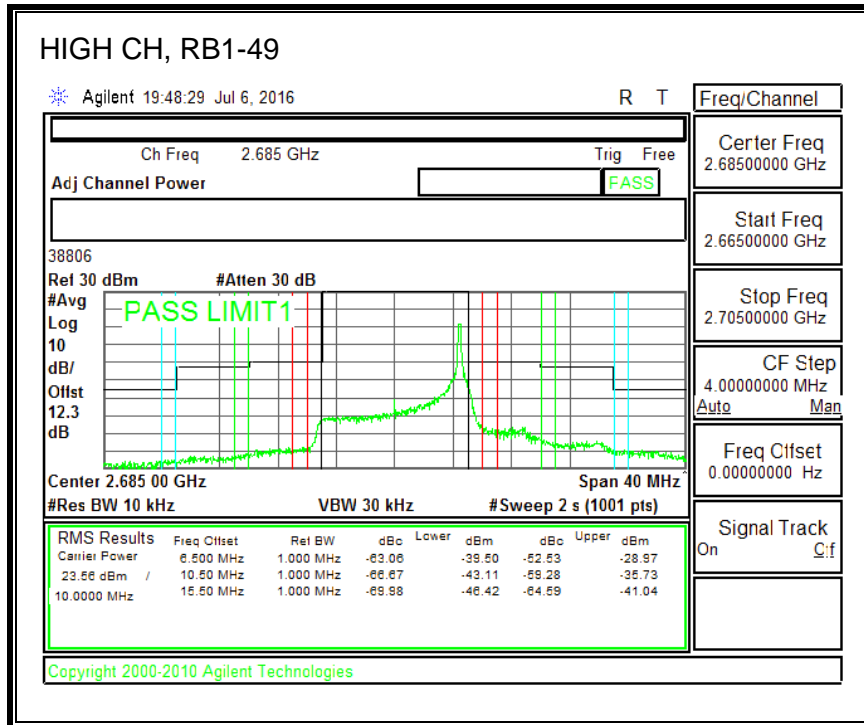 HIGH CH, RB1-49
Agilent 19:48:29 Jul 6, 2016 R T
Freq/Channel
Ch Freq 2.685 GHz Trig Free
Adj Channel Power PASS
Center Freq
2.68500000 GHz
Start Freq
2.66500000 GHz
Stop Freq
2.70500000 GHz
CF Step
4.00000000 MHz
Auto Man
Freq Offset
0.00000000 Hz
Signal Track
On Off
38806
Ref 30 dBm #Atten 30 dB
#Avg
Log
10
dB/
Offst
12.3
dB
PASS LIMIT1
Center 2.685 00 GHz Span 40 MHz
#Res BW 10 kHz VBW 30 kHz #Sweep 2 s (1001 pts)
RMS Results Freq Offset Ref BW dBc Lower dBm dBc Upper dBm
Carrier Power 6.500 MHz 1.000 MHz -63.06 -39.50 -52.53 -28.97
23.56 dBm / 10.50 MHz 1.000 MHz -66.67 -43.11 -59.28 -35.73
10.0000 MHz 15.50 MHz 1.000 MHz -69.98 -46.42 -64.59 -41.04
Copyright 2000-2010 Agilent Technologies